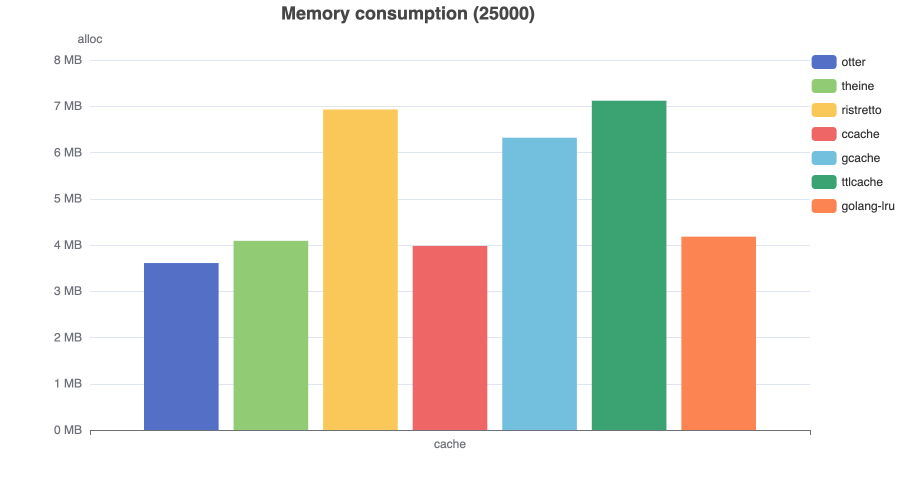 Memory consumption (25000)
alloc
8 MB
7 MB
6 MB
5 MB
4 MB
3 MB
2 MB
1 MB
0 MB
cache
otter
theine
ristretto
ccache
gcache
ttlcache
golang-lru